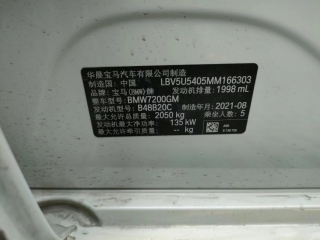 华晨宝马汽车有限公司制造
制造国:中国 LBV5U5405MM166303
发动机排量:1998 mL
品牌:宝马(BMW)牌
整车型号:BMW7200GM
发动机型号:B48B20C 制造年月:2021-08
最大允许总质量:2050 kg 乘坐人数:5
发动机最大净功率:135 kW
最大允许 -- kg